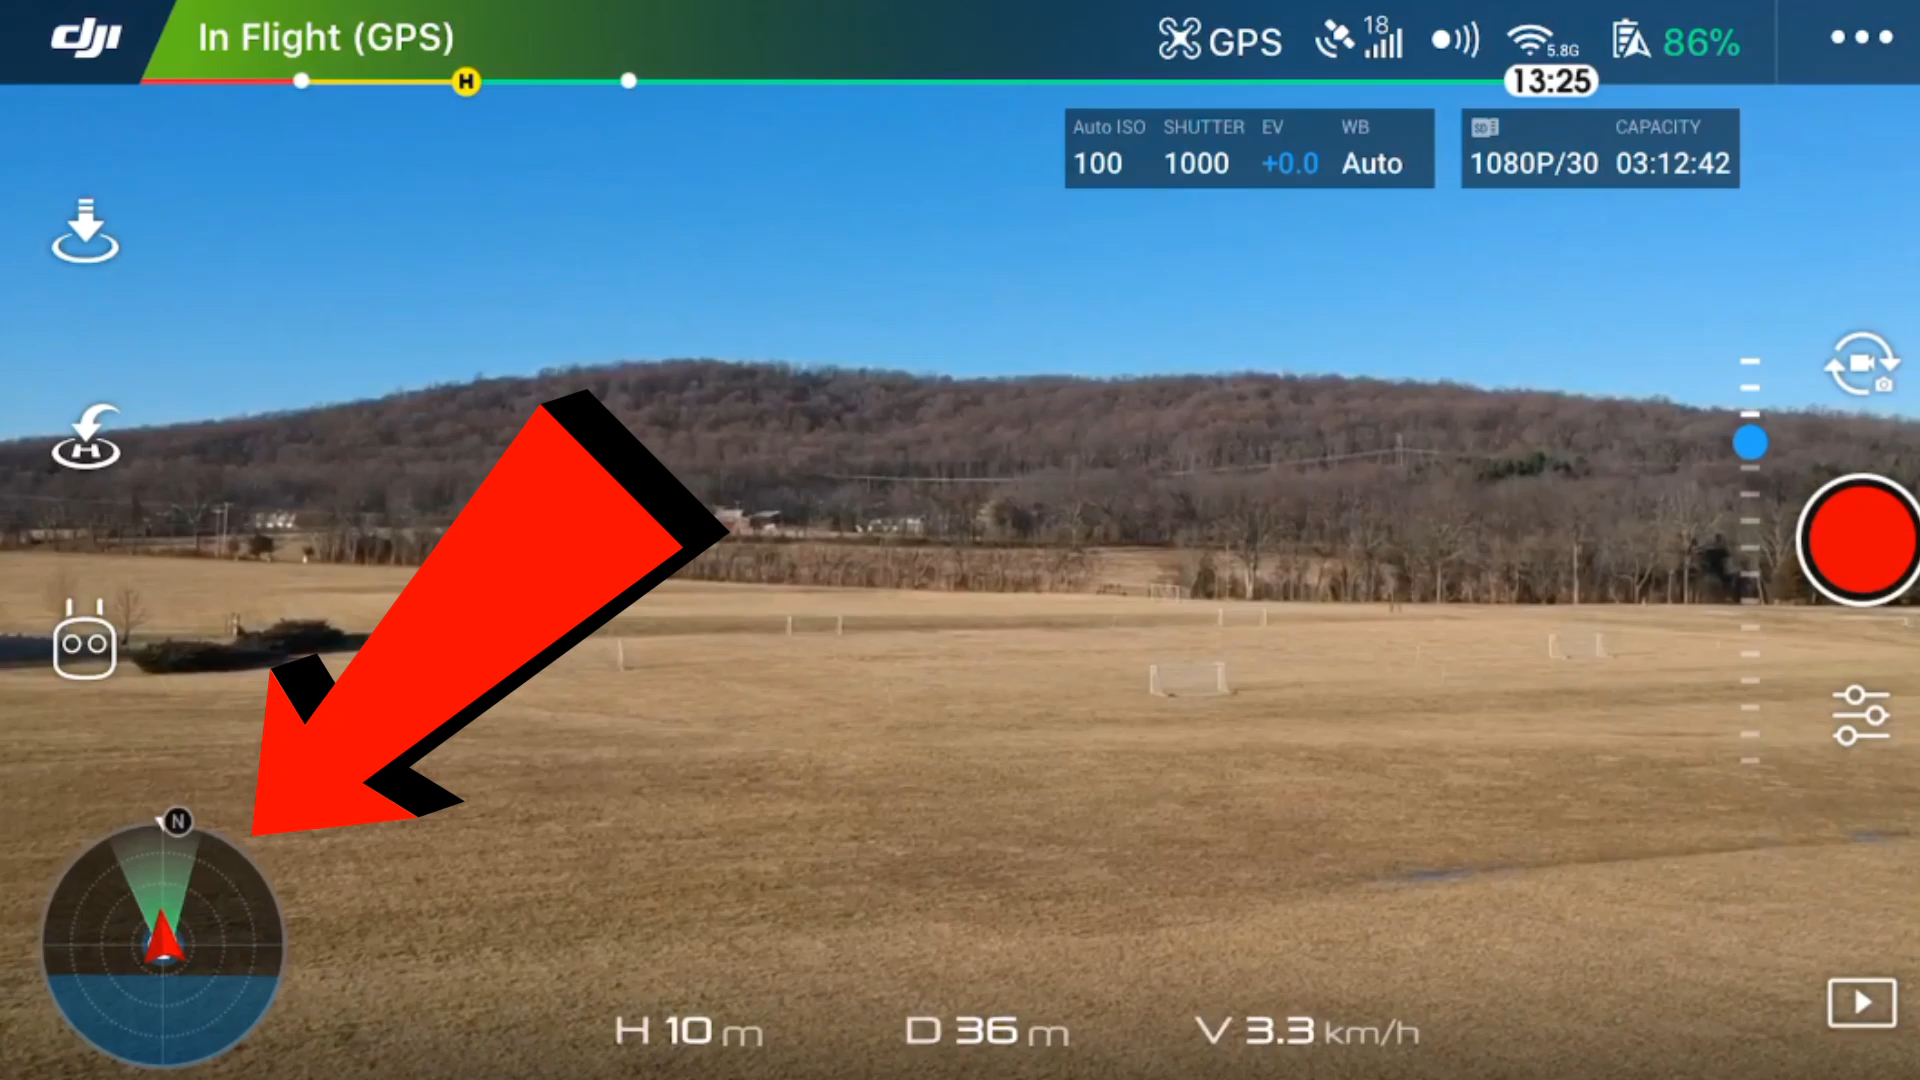 dji In Flight (GPS) GPS 18 5.8G 86%
H 13:25
Auto ISO SHUTTER EV WB SD CAPACITY
100 1000 +0.0 Auto 1080P/30 03:12:42
H
N
H 10 m D 36 m V 3.3 km/h